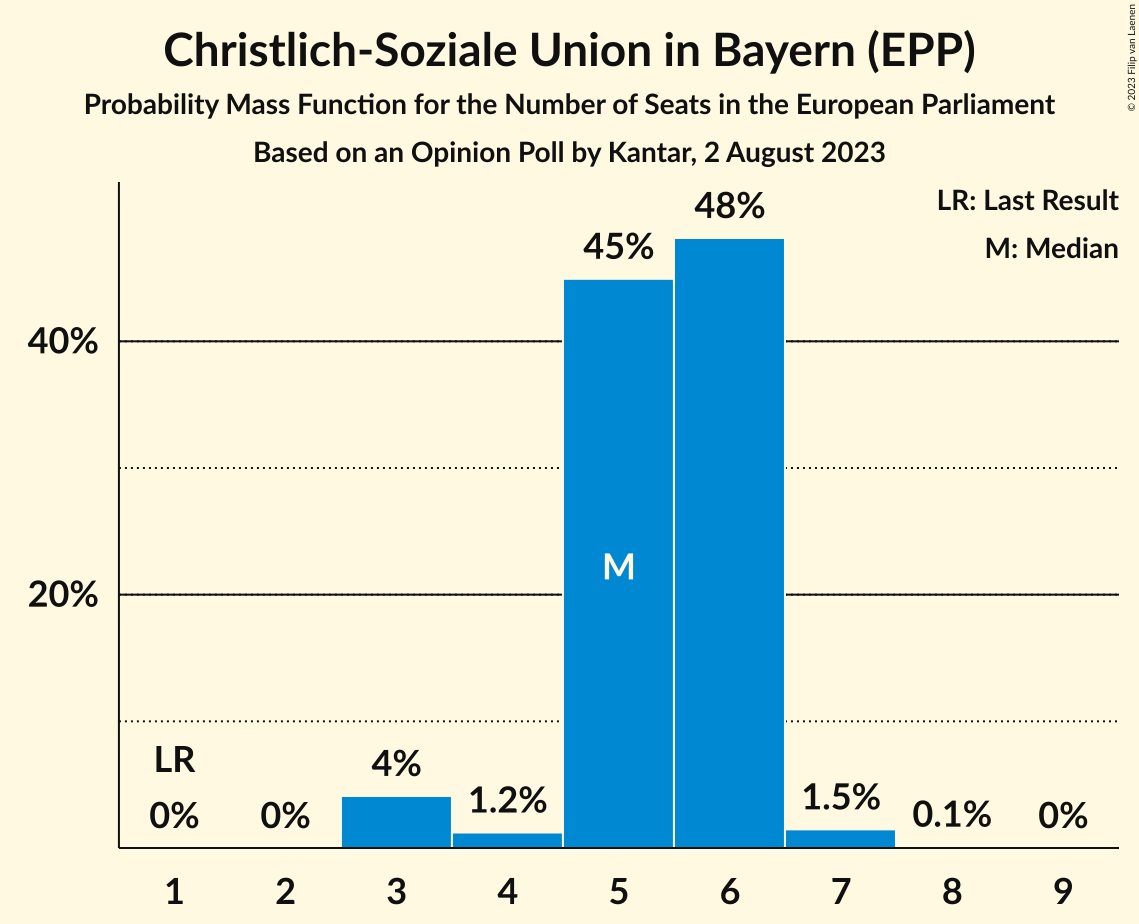 Christlich-Soziale Union in Bayern (EPP)
Probability Mass Function for the Number of Seats in the European Parliament
Based on an Opinion Poll by Kantar, 2 August 2023
© 2023 Filip van Laenen
LR: Last Result
M: Median
48%
45%
40%
M
20%
LR
0%
0%
4%
1.2%
1.5%
0.1%
0%
1 2 3 4 5 6 7 8 9